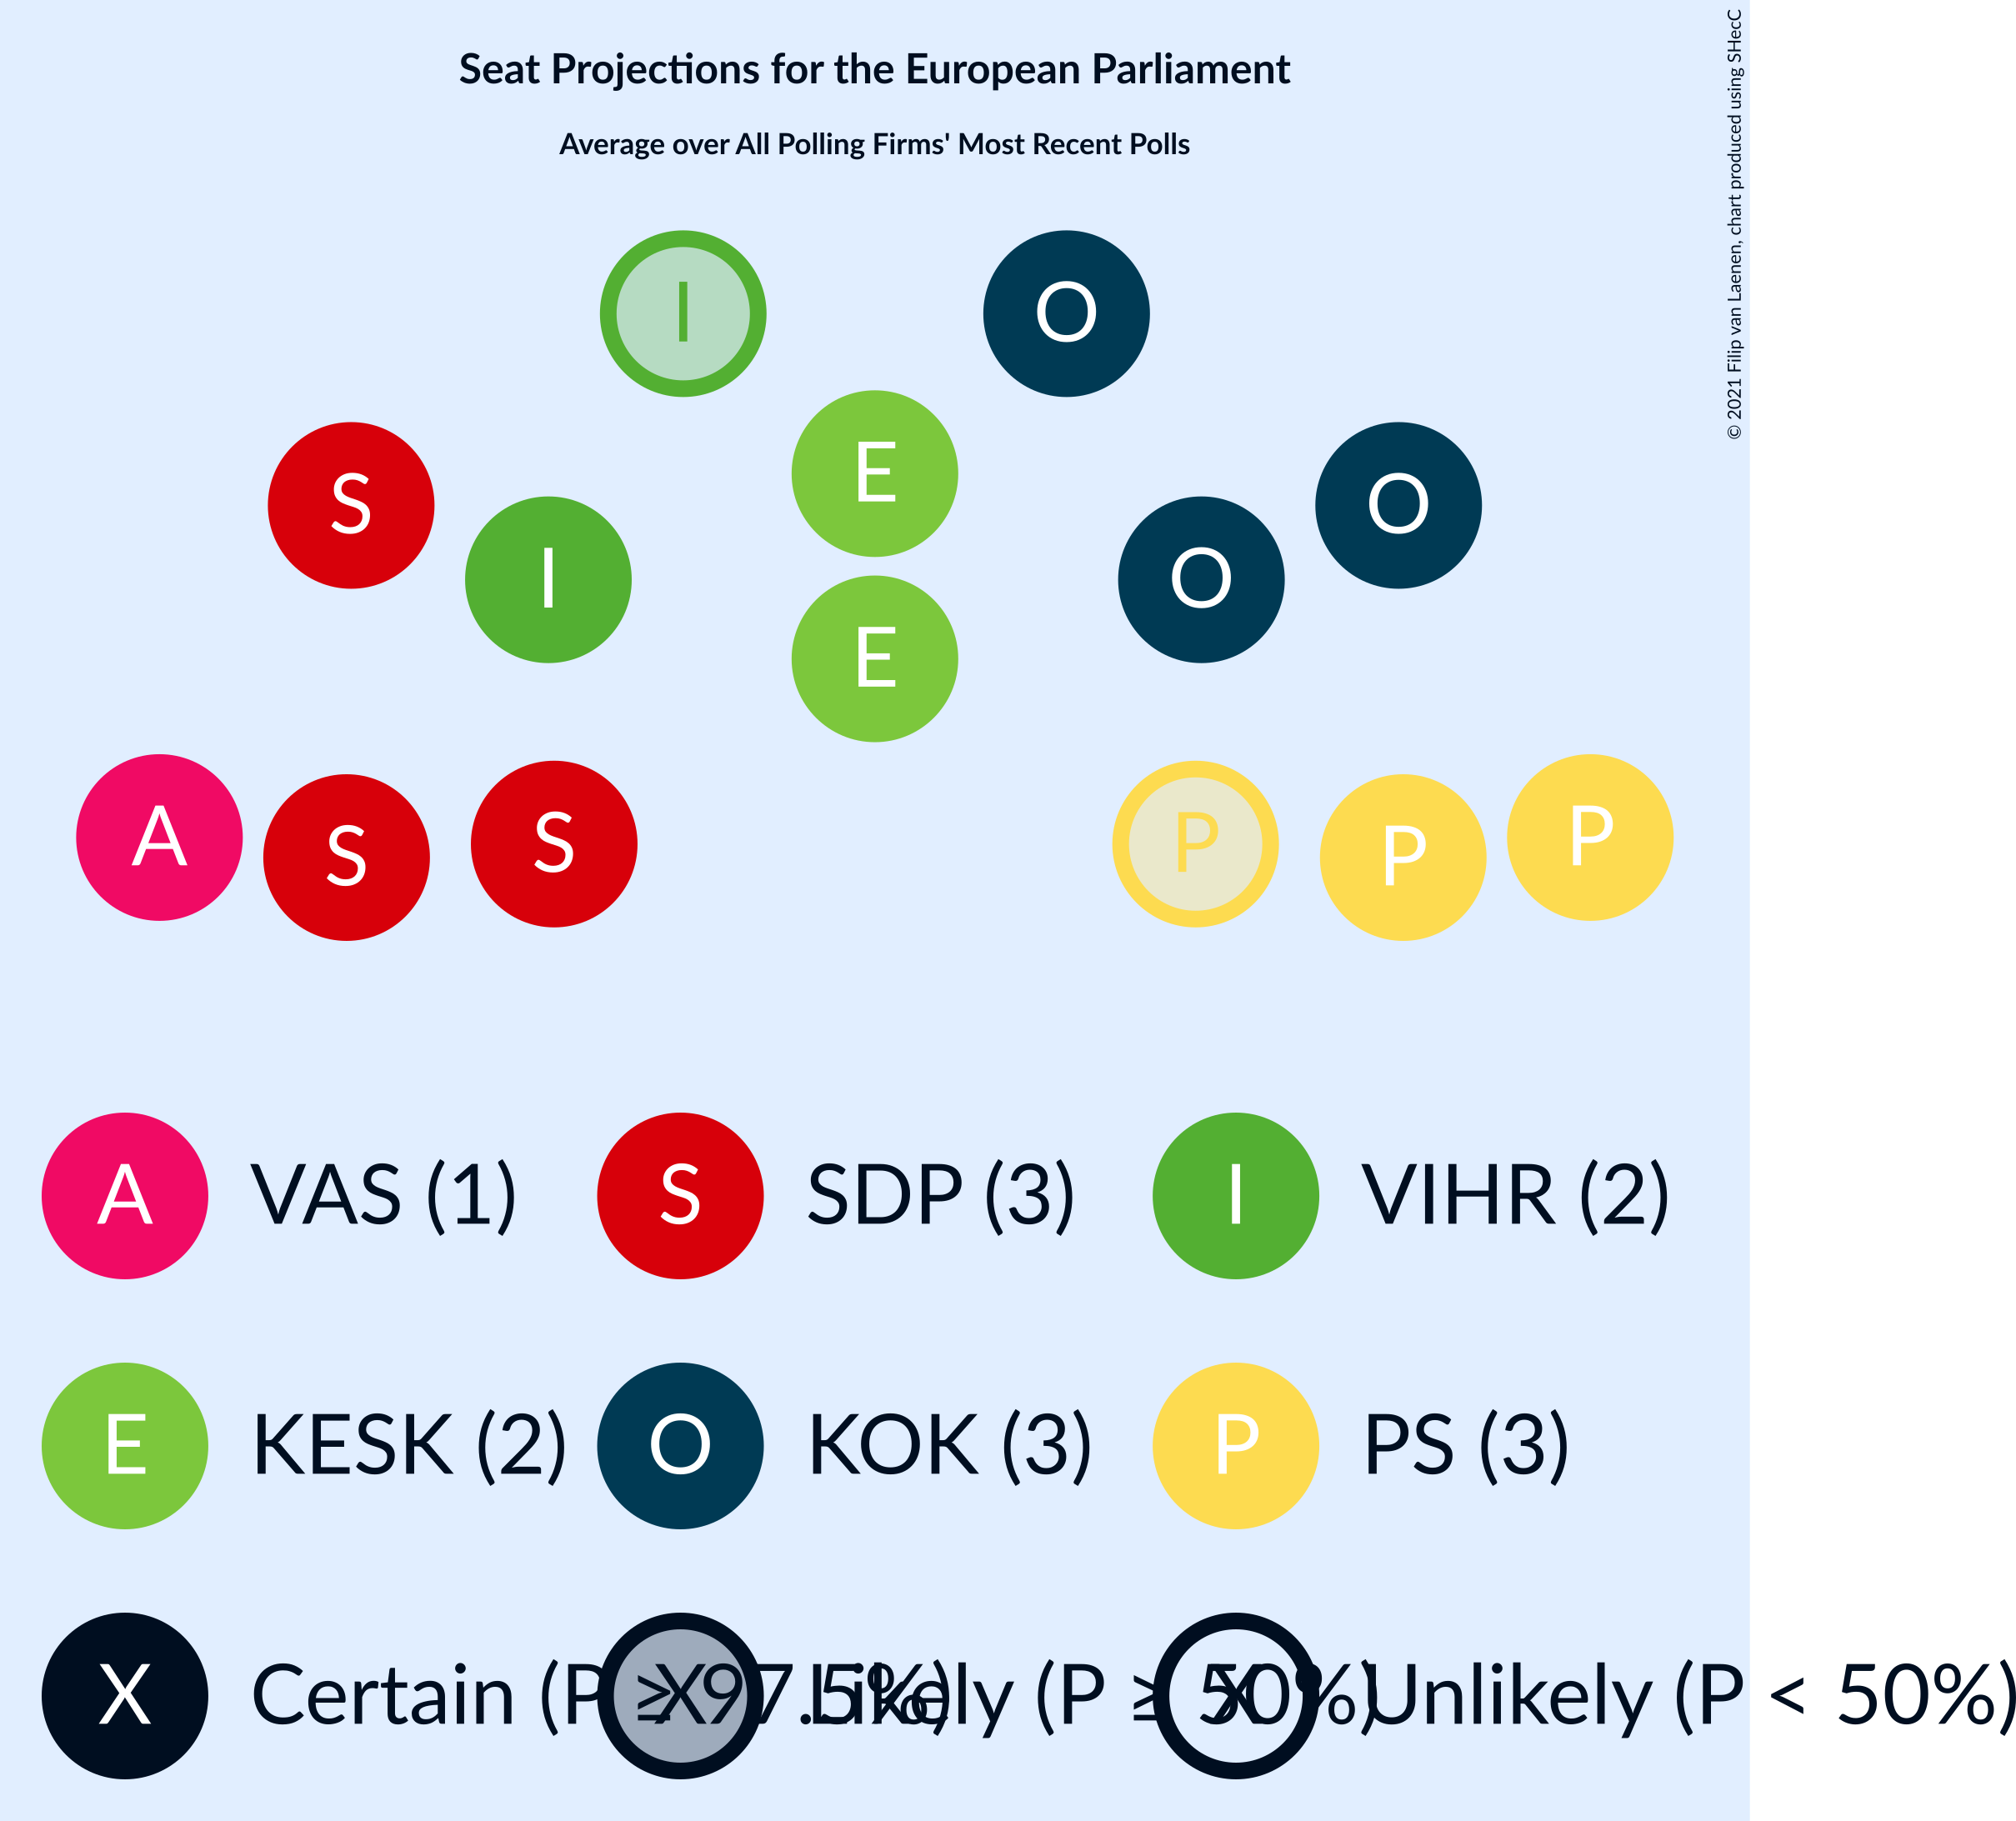 Seat Projections for the European Parliment
Average over All Polling Firms' Most Recent Polls
© 2021 Filip van Laenen, chart produced using SHecC
I
O
S
E
O
I
O
E
A
S
S
P
P
P
A VAS (1) S SDP (3) I VIHR (2)
E KESK (2) O KOK (3) P PS (3)
X Certain (P ≥ 97.5%) X Likely (P ≥ 50%) X Unlikely (P < 50%)